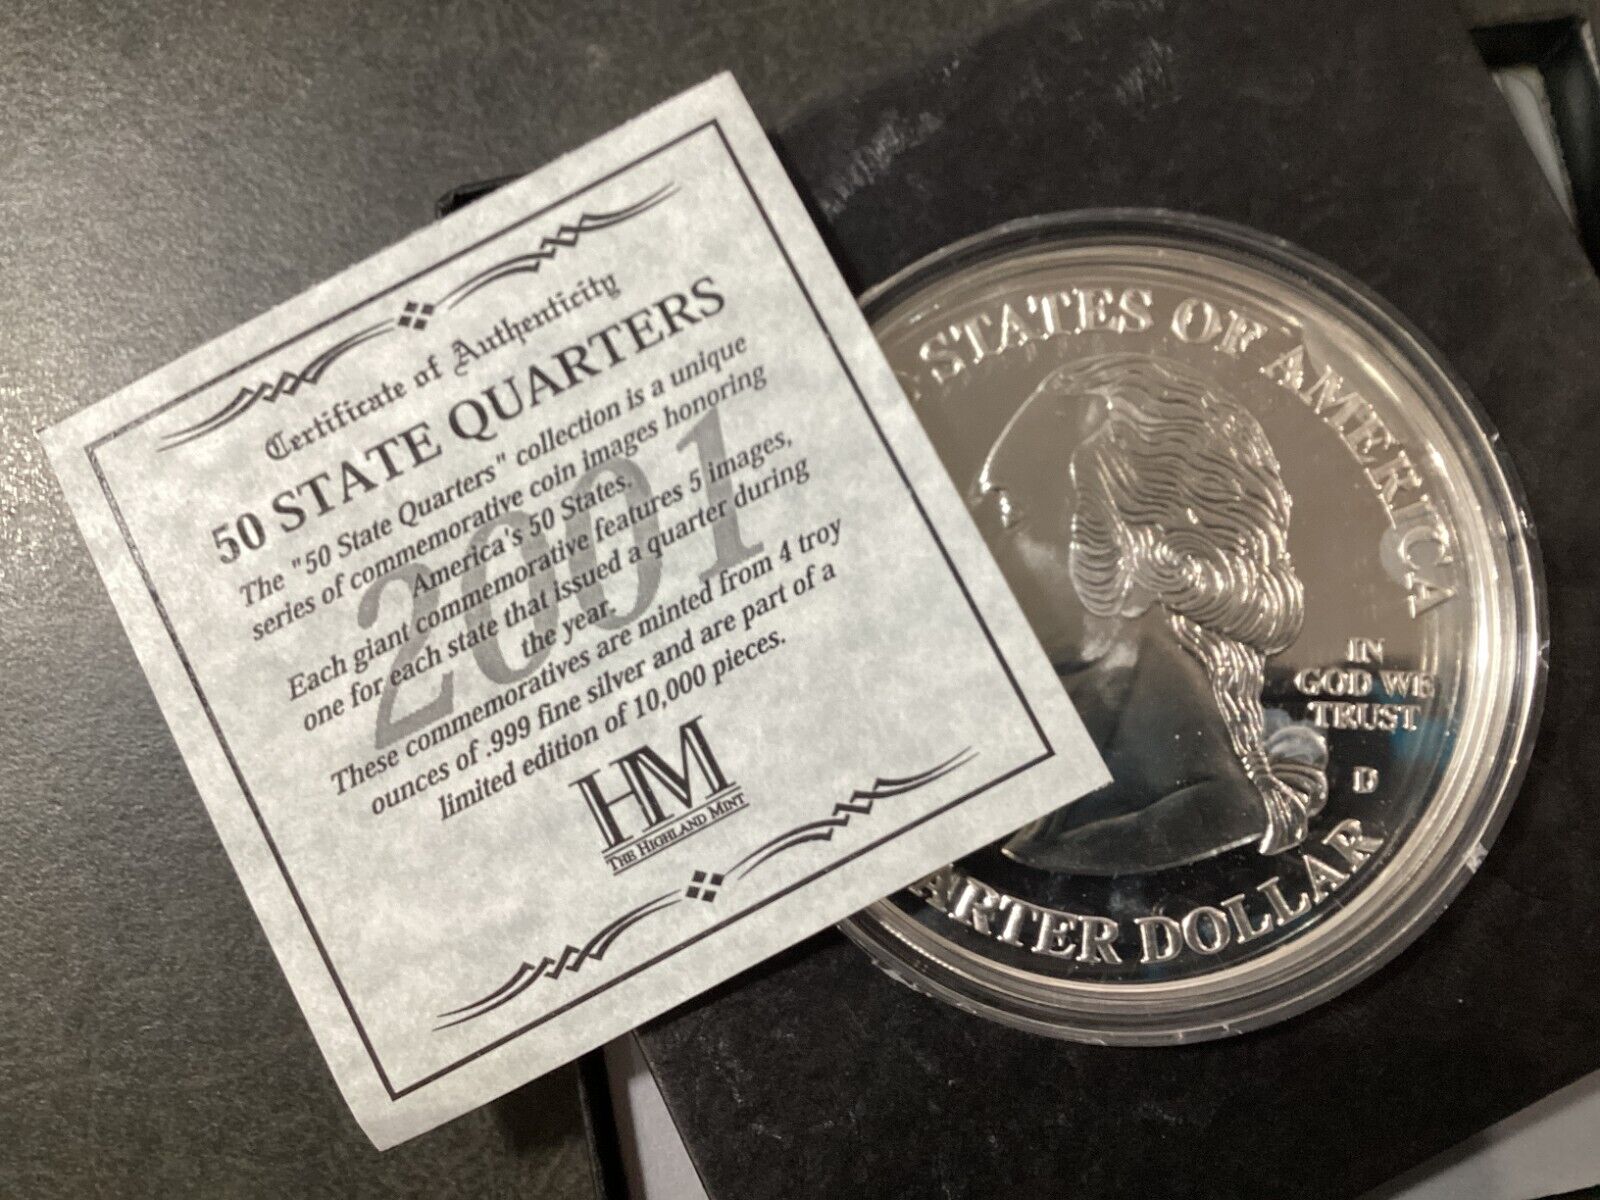 Certificate of Authenticity
50 STATE QUARTERS
2001
The "50 State Quarters" collection is a unique
series of commemorative coin images honoring
America's 50 States.
Each giant commemorative features 5 images,
one for each state that issued a quarter during
the year.
These commemoratives are minted from 4 troy
ounces of .999 fine silver and are part of a
limited edition of 10,000 pieces.
HM
THE HIGHLAND MINT
STATES OF AMERICA
IN
GOD WE
TRUST
D
ARTER DOLLAR